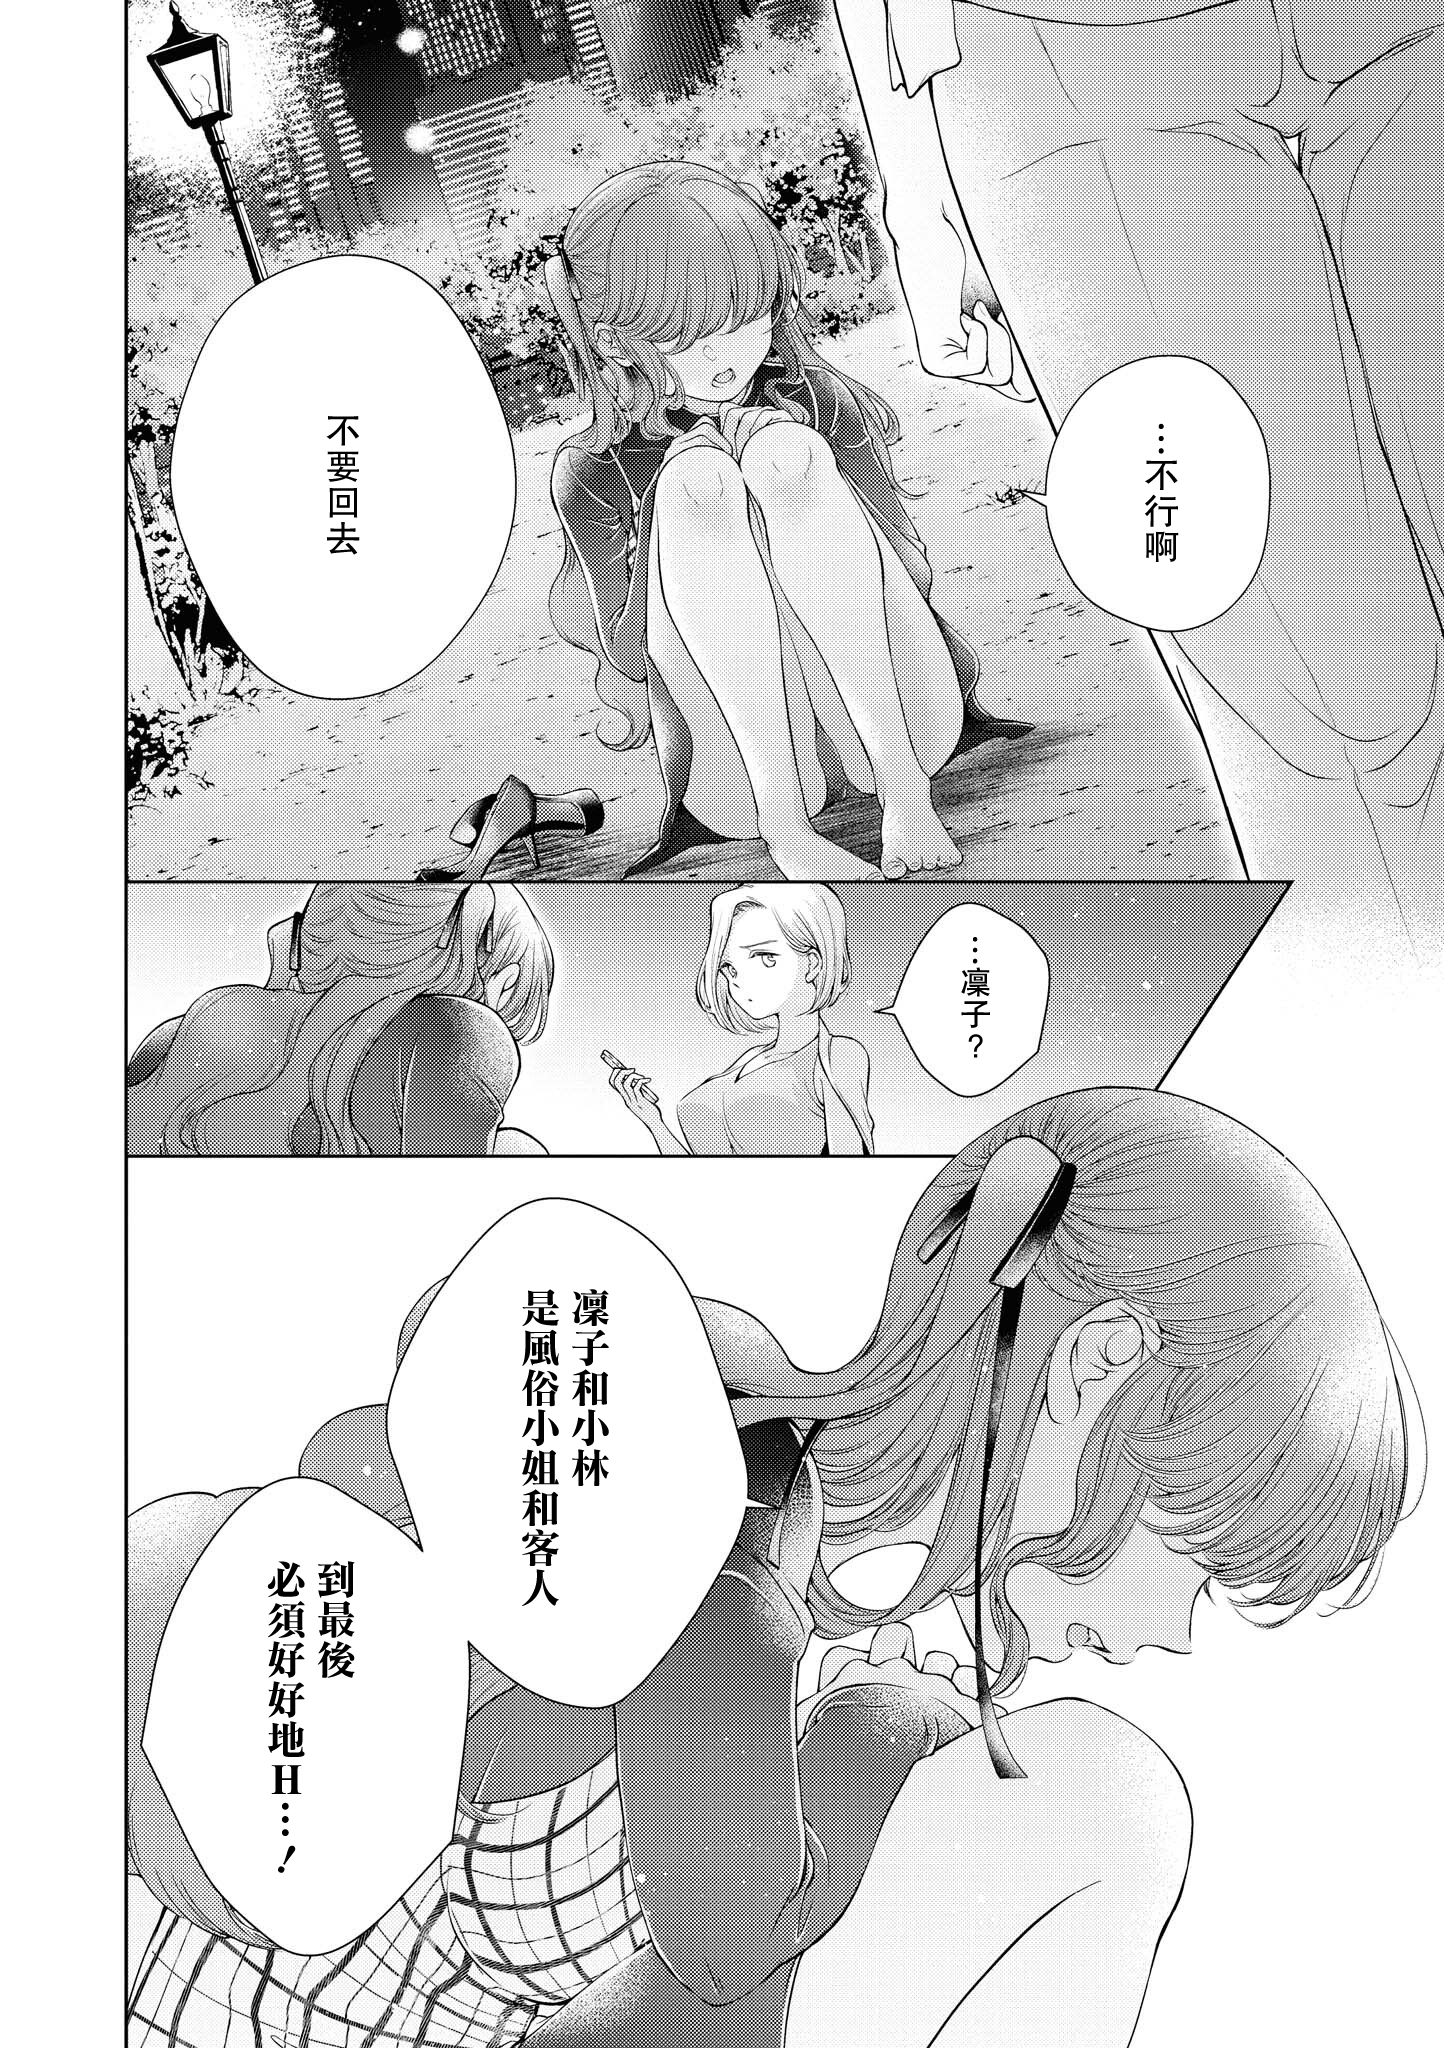 …不行啊
不要回去
…凜子？
凜子和小林
是風俗小姐和客人
到最後
必須好好地H…！